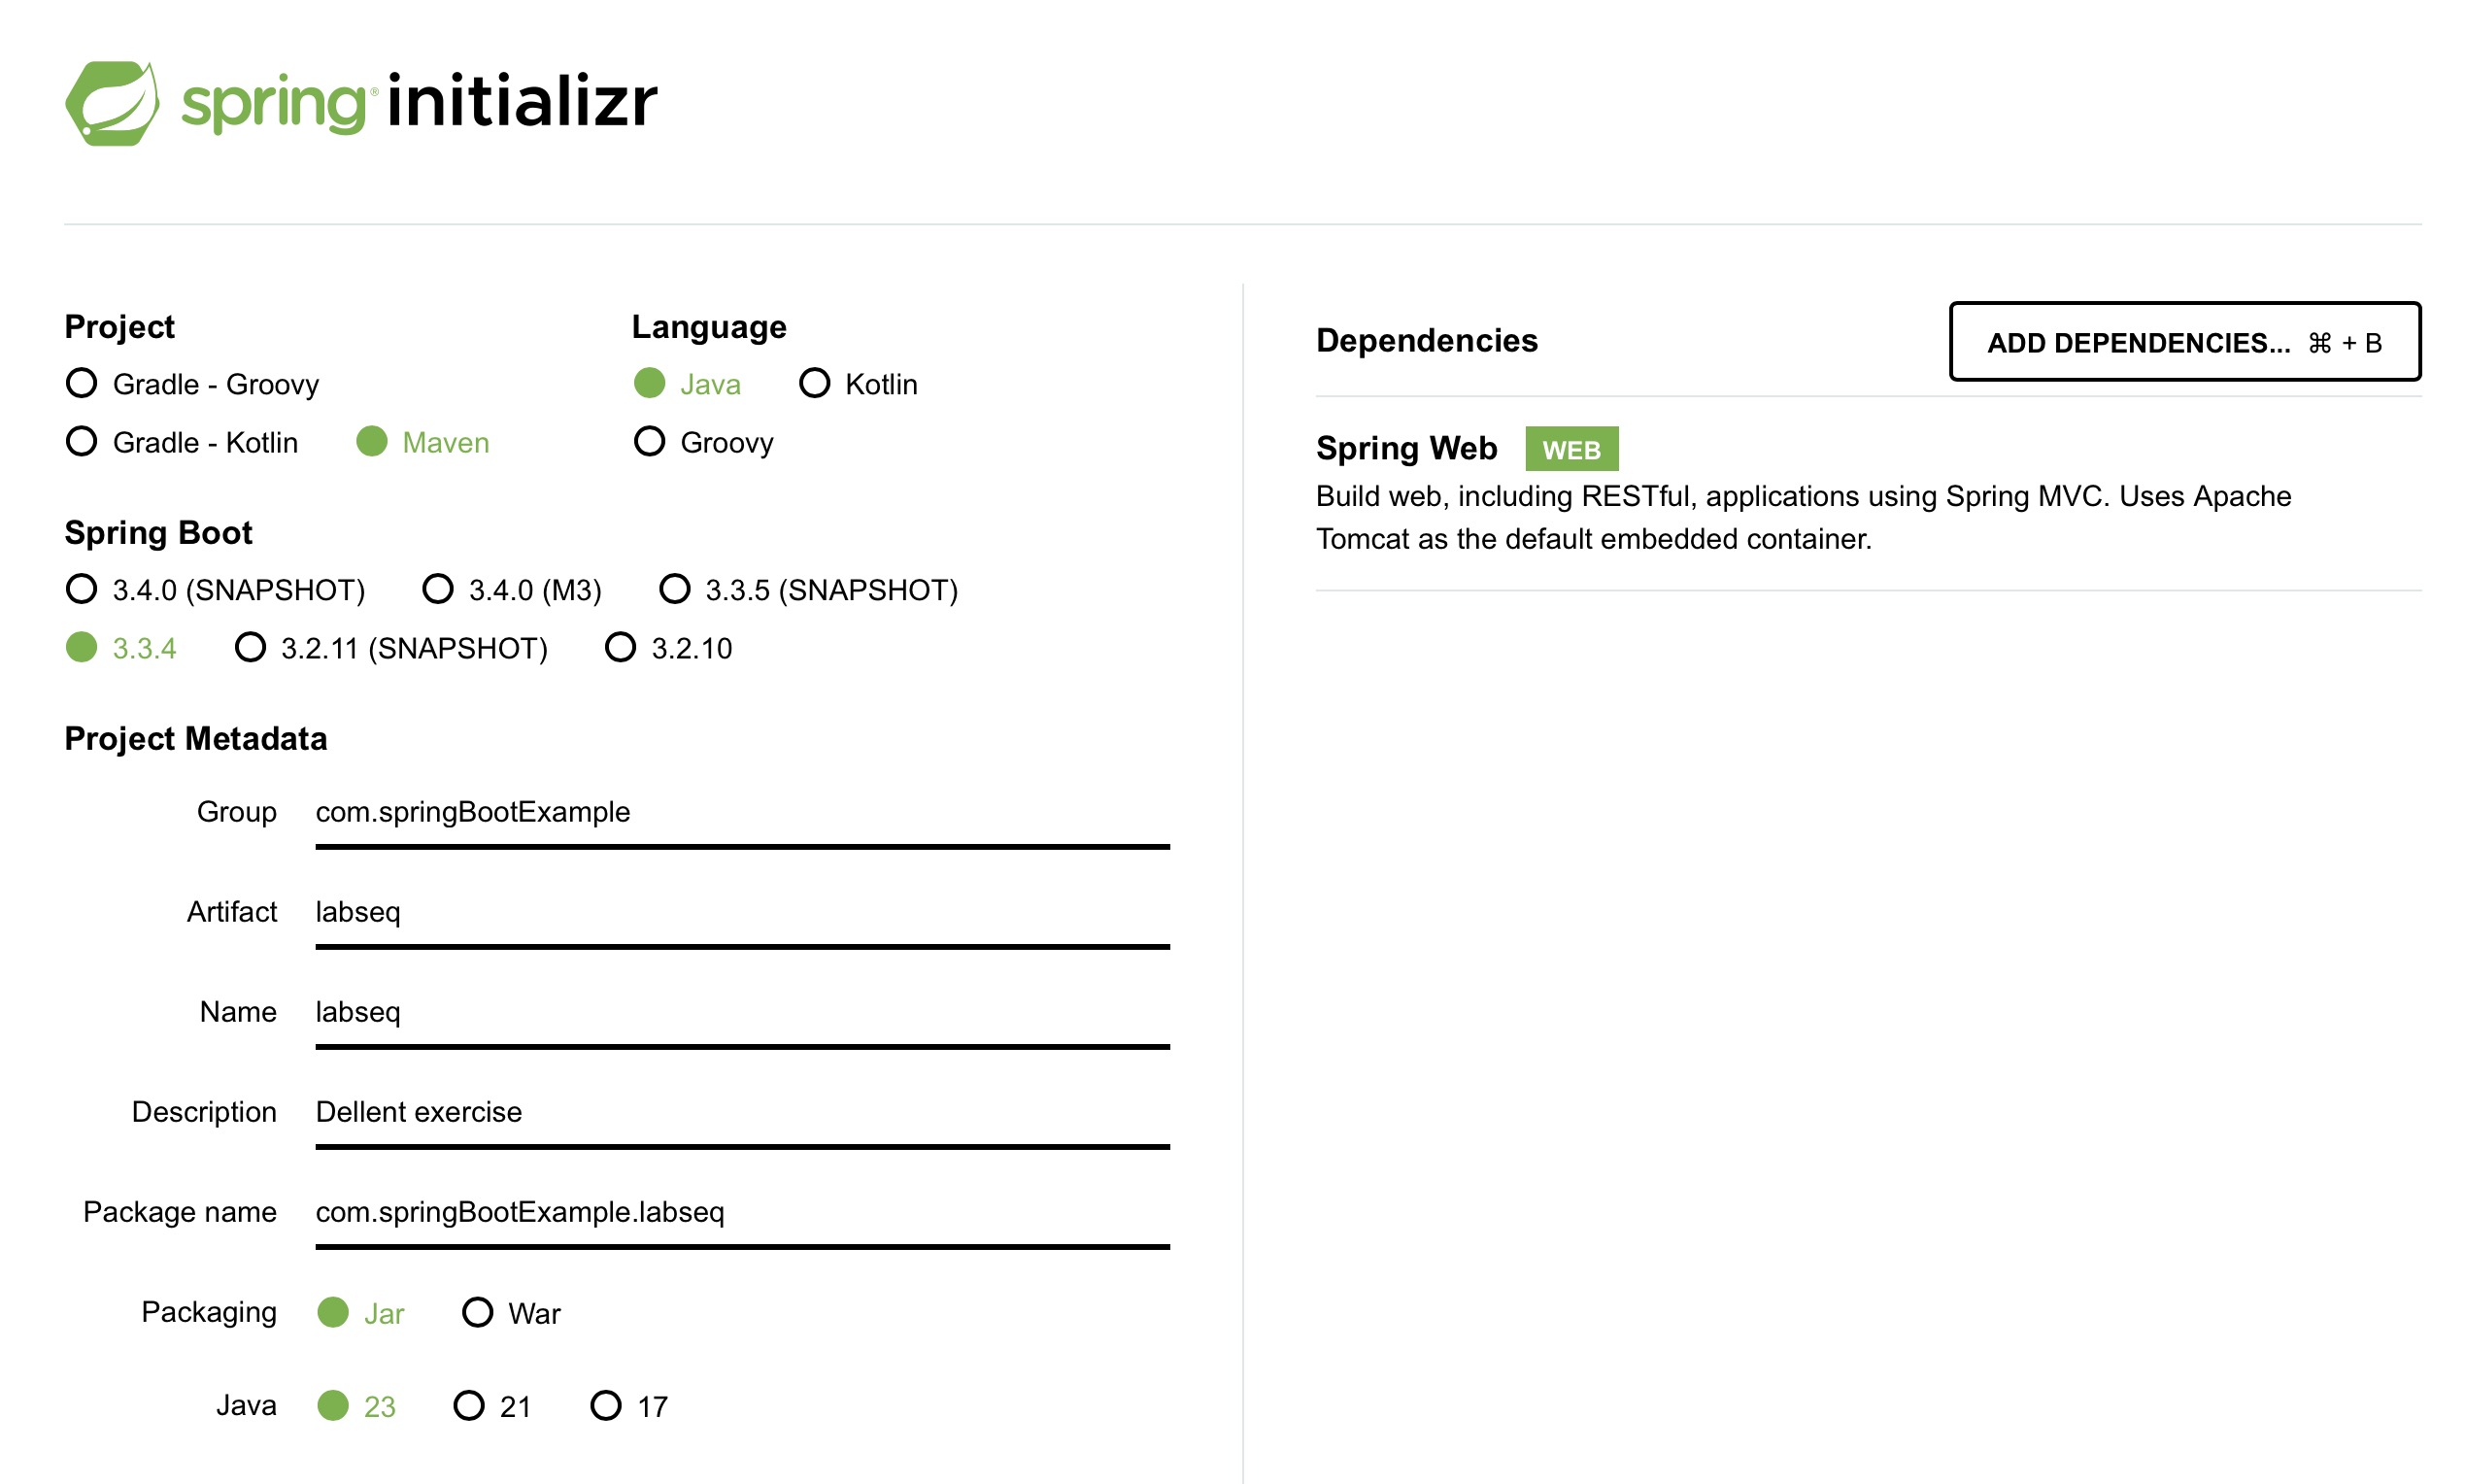 spring® initializr
Project
Gradle - Groovy
Gradle - Kotlin Maven
Language
Java Kotlin
Groovy
Spring Boot
3.4.0 (SNAPSHOT) 3.4.0 (M3) 3.3.5 (SNAPSHOT)
3.3.4 3.2.11 (SNAPSHOT) 3.2.10
Project Metadata
Group com.springBootExample
Artifact labseq
Name labseq
Description Dellent exercise
Package name com.springBootExample.labseq
Packaging Jar War
Java 23 21 17
Dependencies
ADD DEPENDENCIES... ⌘ + B
Spring Web WEB
Build web, including RESTful, applications using Spring MVC. Uses Apache
Tomcat as the default embedded container.